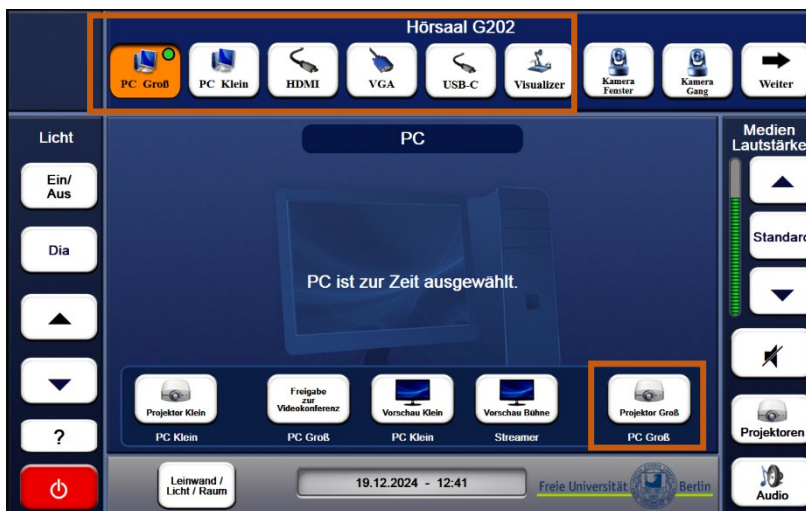 Hörsaal G202
PC Groß
PC Klein
HDMI
VGA
USB-C
Visualizer
Kamera
Fenster
Kamera
Gang
Weiter
Licht
Ein/
Aus
Dia
?
PC
PC ist zur Zeit ausgewählt.
Projektor Klein
PC Klein
Freigabe
zur
Videokonferenz
PC Groß
Vorschau Klein
PC Klein
Vorschau Bühne
Streamer
Projektor Groß
PC Groß
Medien
Lautstärke
Standard
Projektoren
Audio
Leinwand /
Licht / Raum
19.12.2024 - 12:41
Freie Universität Berlin